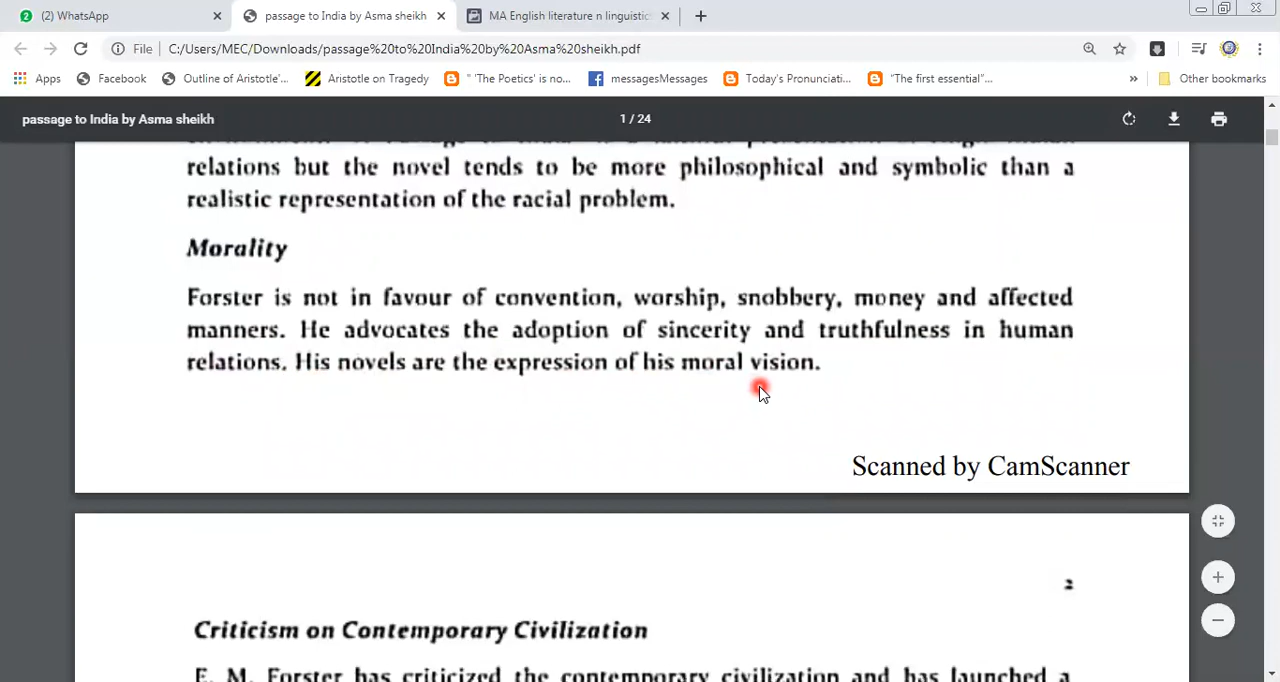 (2) WhatsApp
passage to India by Asma sheikh
MA English literature n linguistic
File
C:/Users/MEC/Downloads/passage%20to%20India%20by%20Asma%20sheikh.pdf
Apps
Facebook
Outline of Aristotle'...
Aristotle on Tragedy
" 'The Poetics' is no...
messagesMessages
Today's Pronunciati...
"The first essential"...
»
Other bookmarks
passage to India by Asma sheikh
1 / 24
relations but the novel tends to be more philosophical and symbolic than a
realistic representation of the racial problem.
Morality
Forster is not in favour of convention, worship, snobbery, money and affected
manners. He advocates the adoption of sincerity and truthfulness in human
relations. His novels are the expression of his moral vision.
Scanned by CamScanner
2
Criticism on Contemporary Civilization
E. M. Forster has criticized the contemporary civilization and has launched a